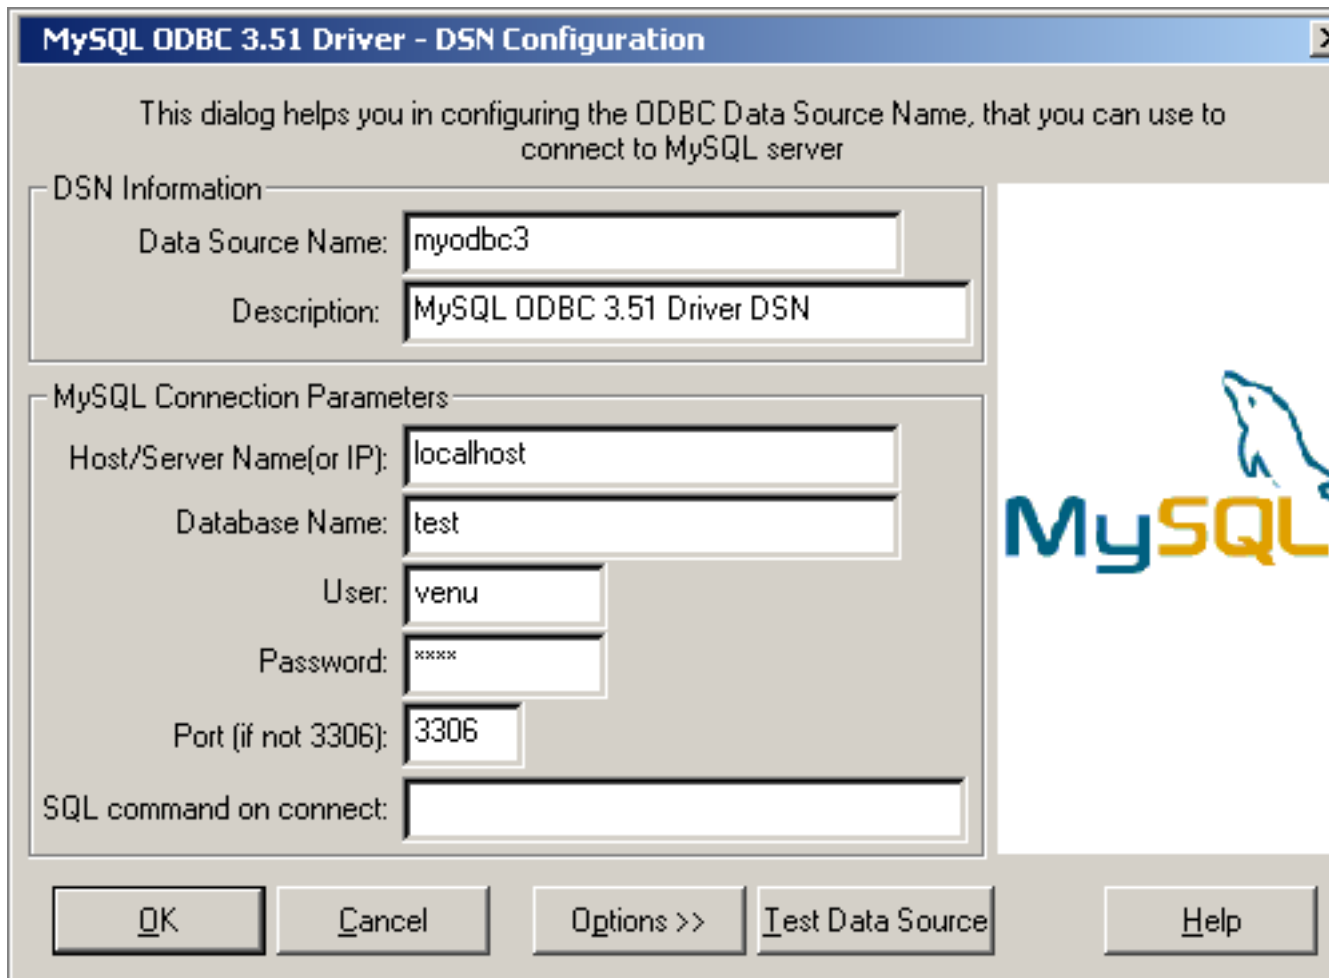 MySQL ODBC 3.51 Driver - DSN Configuration
This dialog helps you in configuring the ODBC Data Source Name, that you can use to
connect to MySQL server
DSN Information
Data Source Name: myodbc3
Description: MySQL ODBC 3.51 Driver DSN
MySQL Connection Parameters
Host/Server Name(or IP): localhost
Database Name: test
User: venu
Password: ****
Port (if not 3306): 3306
SQL command on connect:
MySQL
OK Cancel Options >> Test Data Source Help